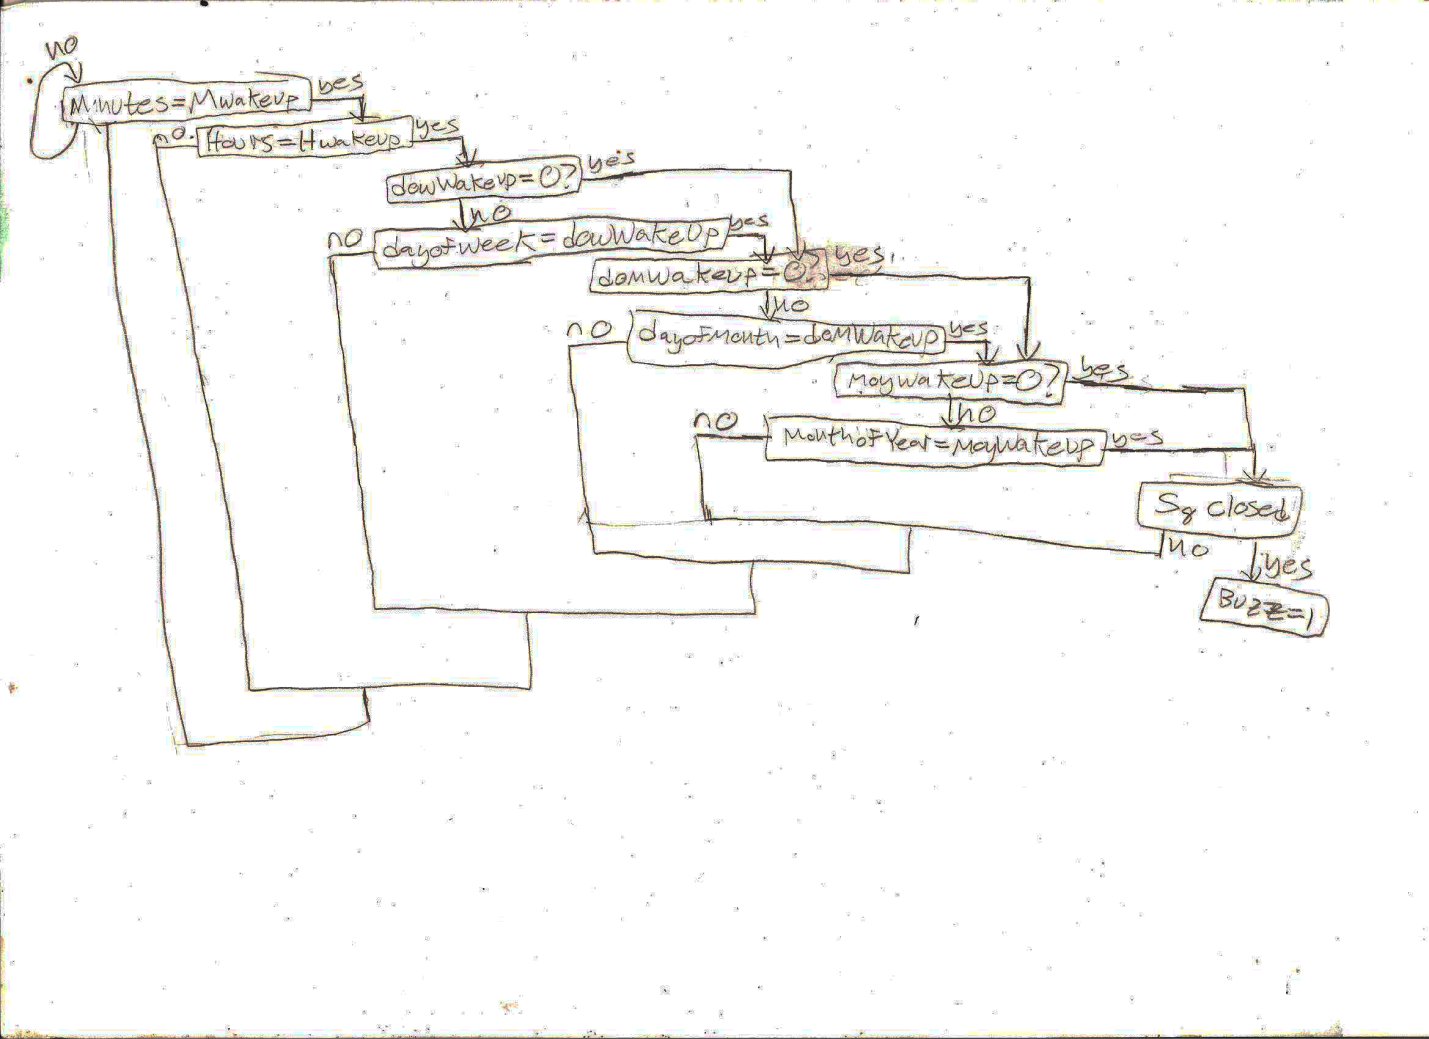 no
Minutes=Mwakeup yes
no. Hours=Hwakeup yes
dowWakeup=0? yes
no
no dayofweek=dowWakeUp yes
domWakeup=0? yes
no
no dayofMonth=doMWakeup yes
MoyWakeUp=0? yes
no
no MonthofYear=MoyWakeup yes
S8 closed
no yes
Buzz=1